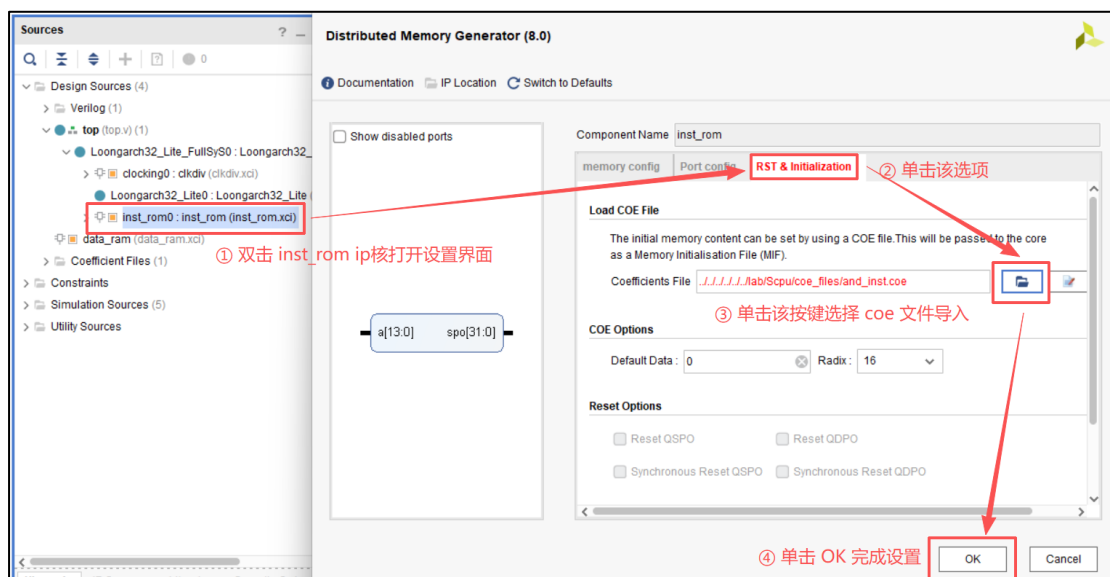 Sources
? _
0
Design Sources (4)
Verilog (1)
top (top.v) (1)
Loongarch32_Lite_FullSyS0 : Loongarch32_
clocking0 : clkdiv (clkdiv.xci)
Loongarch32_Lite0 : Loongarch32_Lite
inst_rom0 : inst_rom (inst_rom.xci)
data_ram (data_ram.xci)
Coefficient Files (1)
Constraints
Simulation Sources (5)
Utility Sources
① 双击 inst_rom ip核打开设置界面
Distributed Memory Generator (8.0)
Documentation IP Location Switch to Defaults
Show disabled ports
a[13:0] spo[31:0]
Component Name inst_rom
memory config Port config RST & Initialization
② 单击该选项
Load COE File
The initial memory content can be set by using a COE file.This will be passed to the core
as a Memory Initialisation File (MIF).
Coefficients File ../../../../../../lab/Scpu/coe_files/and_inst.coe
③ 单击该按键选择 coe 文件导入
COE Options
Default Data : 0 Radix : 16
Reset Options
Reset QSPO Reset QDPO
Synchronous Reset QSPO Synchronous Reset QDPO
④ 单击 OK 完成设置
OK Cancel